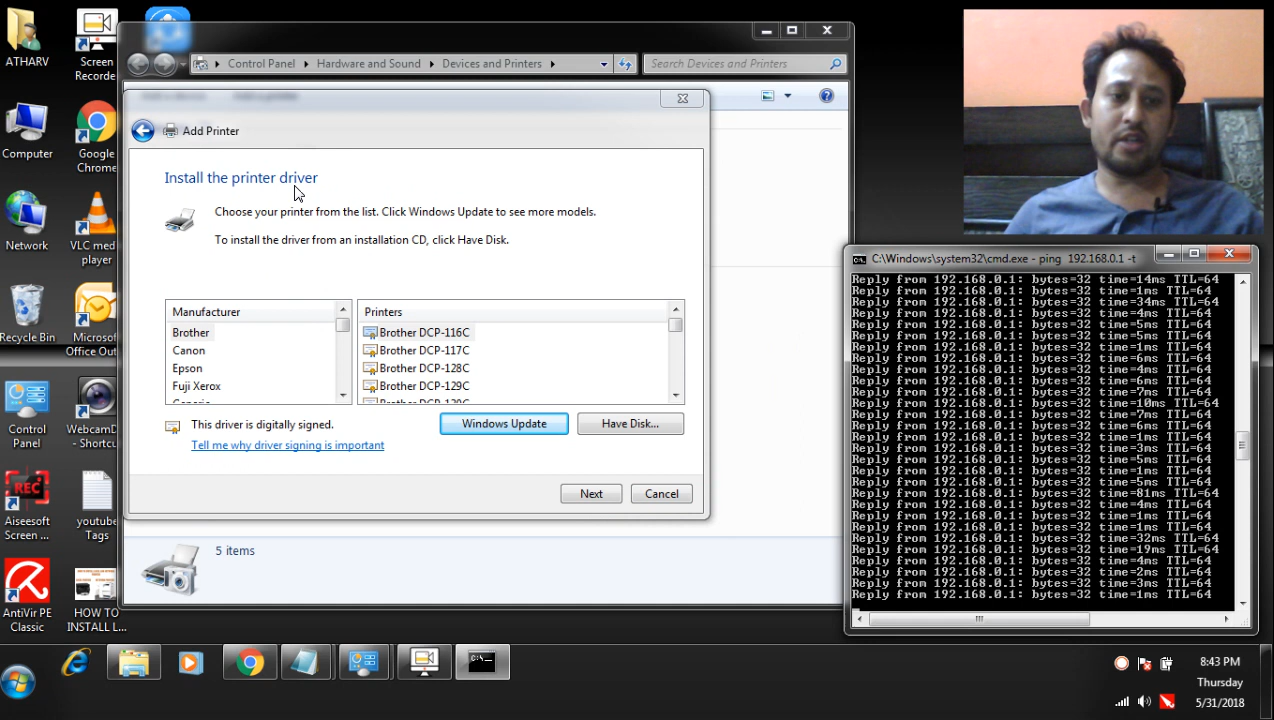 ATHARV
Screen
Recorde
Computer
Google
Chrome
Network
VLC med
player
Recycle Bin
Microsof
Office Out
Control
Panel
WebcamD
- Shortcu
Aiseesoft
Screen ...
youtube
Tags
AntiVir PE
Classic
HOW TO
INSTALL L...
Control Panel
Hardware and Sound
Devices and Printers
Search Devices and Printers
Add Printer
Install the printer driver
Choose your printer from the list. Click Windows Update to see more models.
To install the driver from an installation CD, click Have Disk.
Manufacturer
Brother
Canon
Epson
Fuji Xerox
Generic
Printers
Brother DCP-116C
Brother DCP-117C
Brother DCP-128C
Brother DCP-129C
This driver is digitally signed.
Tell me why driver signing is important
Windows Update
Have Disk...
Next
Cancel
5 items
C:\Windows\system32\cmd.exe - ping 192.168.0.1 -t
Reply from 192.168.0.1: bytes=32 time=14ms TTL=64
Reply from 192.168.0.1: bytes=32 time=1ms TTL=64
Reply from 192.168.0.1: bytes=32 time=34ms TTL=64
Reply from 192.168.0.1: bytes=32 time=4ms TTL=64
Reply from 192.168.0.1: bytes=32 time=5ms TTL=64
Reply from 192.168.0.1: bytes=32 time=1ms TTL=64
Reply from 192.168.0.1: bytes=32 time=6ms TTL=64
Reply from 192.168.0.1: bytes=32 time=4ms TTL=64
Reply from 192.168.0.1: bytes=32 time=5ms TTL=64
Reply from 192.168.0.1: bytes=32 time=6ms TTL=64
Reply from 192.168.0.1: bytes=32 time=7ms TTL=64
Reply from 192.168.0.1: bytes=32 time=10ms TTL=64
Reply from 192.168.0.1: bytes=32 time=7ms TTL=64
Reply from 192.168.0.1: bytes=32 time=6ms TTL=64
Reply from 192.168.0.1: bytes=32 time=1ms TTL=64
Reply from 192.168.0.1: bytes=32 time=3ms TTL=64
Reply from 192.168.0.1: bytes=32 time=5ms TTL=64
Reply from 192.168.0.1: bytes=32 time=1ms TTL=64
Reply from 192.168.0.1: bytes=32 time=5ms TTL=64
Reply from 192.168.0.1: bytes=32 time=81ms TTL=64
Reply from 192.168.0.1: bytes=32 time=4ms TTL=64
Reply from 192.168.0.1: bytes=32 time=1ms TTL=64
Reply from 192.168.0.1: bytes=32 time=1ms TTL=64
Reply from 192.168.0.1: bytes=32 time=32ms TTL=64
Reply from 192.168.0.1: bytes=32 time=19ms TTL=64
Reply from 192.168.0.1: bytes=32 time=4ms TTL=64
Reply from 192.168.0.1: bytes=32 time=2ms TTL=64
Reply from 192.168.0.1: bytes=32 time=3ms TTL=64
Reply from 192.168.0.1: bytes=32 time=1ms TTL=64
8:43 PM
Thursday
5/31/2018